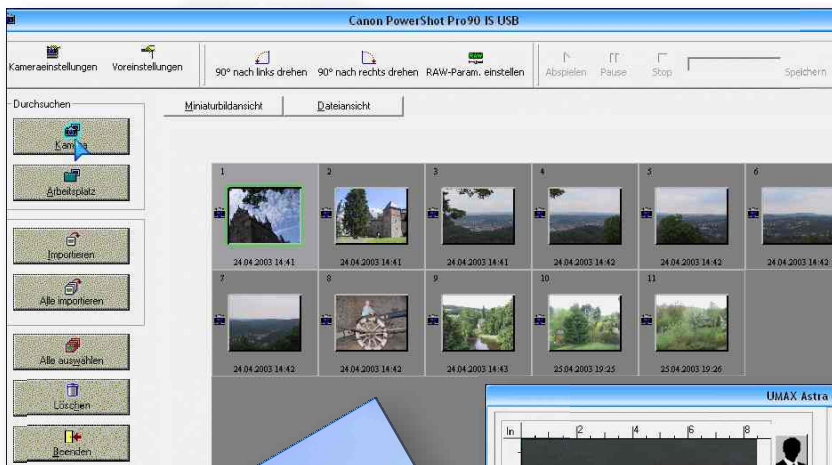 Canon PowerShot Pro90 IS USB
Kameraeinstellungen Voreinstellungen 90° nach links drehen 90° nach rechts drehen RAW-Param. einstellen Abspielen Pause Stop Speichern
Durchsuchen
Miniaturbildansicht Dateiansicht
Kamera
Arbeitsplatz
Importieren
Alle importieren
Alle auswählen
Löschen
Beenden
1 2 3 4 5 6
24.04.2003 14:41 24.04.2003 14:41 24.04.2003 14:41 24.04.2003 14:42 24.04.2003 14:42 24.04.2003 14:42
7 8 9 10 11
24.04.2003 14:42 24.04.2003 14:42 24.04.2003 14:43 25.04.2003 19:25 25.04.2003 19:26
UMAX Astra
In 2 4 6 8